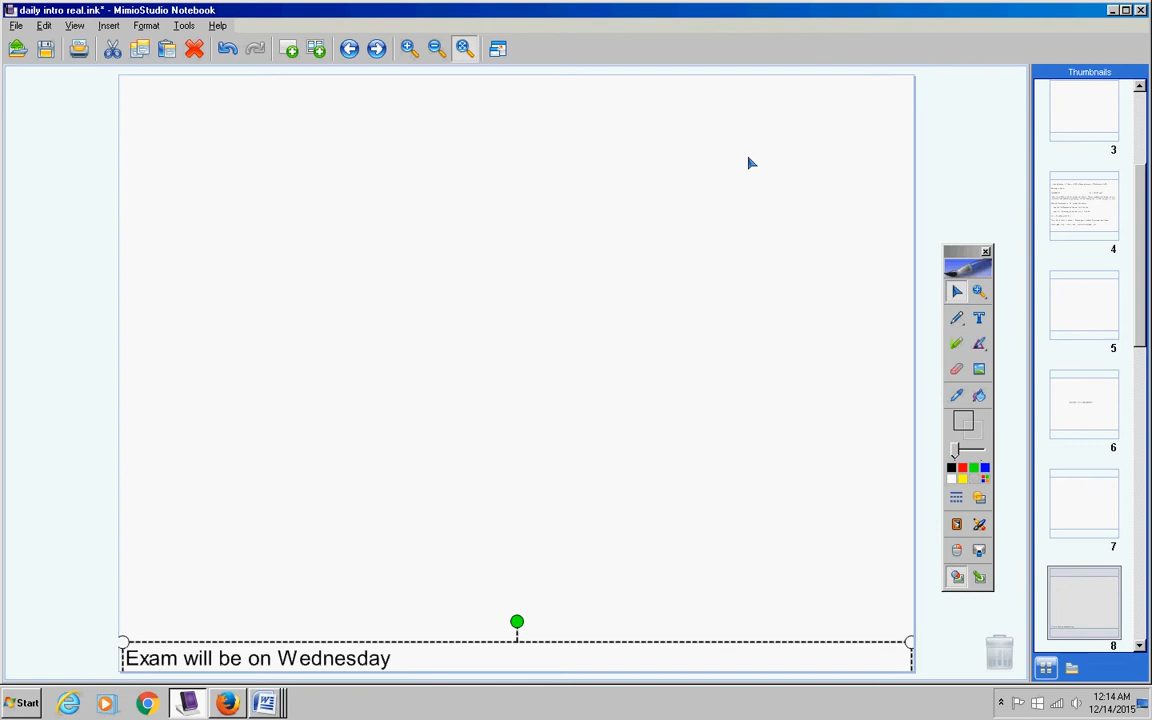 daily intro real.ink* - MimioStudio Notebook
File Edit View Insert Format Tools Help
Thumbnails
3
4
5
6
7
8
Exam will be on Wednesday
Start
12:14 AM
12/14/2015